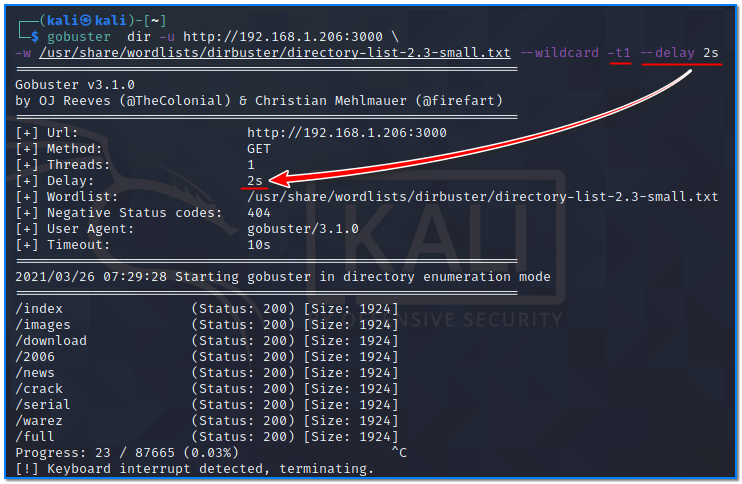 ┌──(kali㉿kali)-[~]
└─$ gobuster  dir -u http://192.168.1.206:3000 \
-w /usr/share/wordlists/dirbuster/directory-list-2.3-small.txt --wildcard -t1 --delay 2s
===============================================================
Gobuster v3.1.0
by OJ Reeves (@TheColonial) & Christian Mehlmauer (@firefart)
===============================================================
[+] Url:                     http://192.168.1.206:3000
[+] Method:                  GET
[+] Threads:                 1
[+] Delay:                   2s
[+] Wordlist:                /usr/share/wordlists/dirbuster/directory-list-2.3-small.txt
[+] Negative Status codes:   404
[+] User Agent:              gobuster/3.1.0
[+] Timeout:                 10s
===============================================================
2021/03/26 07:29:28 Starting gobuster in directory enumeration mode
===============================================================
/index                (Status: 200) [Size: 1924]
/images               (Status: 200) [Size: 1924]
/download             (Status: 200) [Size: 1924]
/2006                 (Status: 200) [Size: 1924]
/news                 (Status: 200) [Size: 1924]
/crack                (Status: 200) [Size: 1924]
/serial               (Status: 200) [Size: 1924]
/warez                (Status: 200) [Size: 1924]
/full                 (Status: 200) [Size: 1924]
Progress: 23 / 87665 (0.03%)                   ^C
[!] Keyboard interrupt detected, terminating.
KALI
OFFENSIVE SECURITY